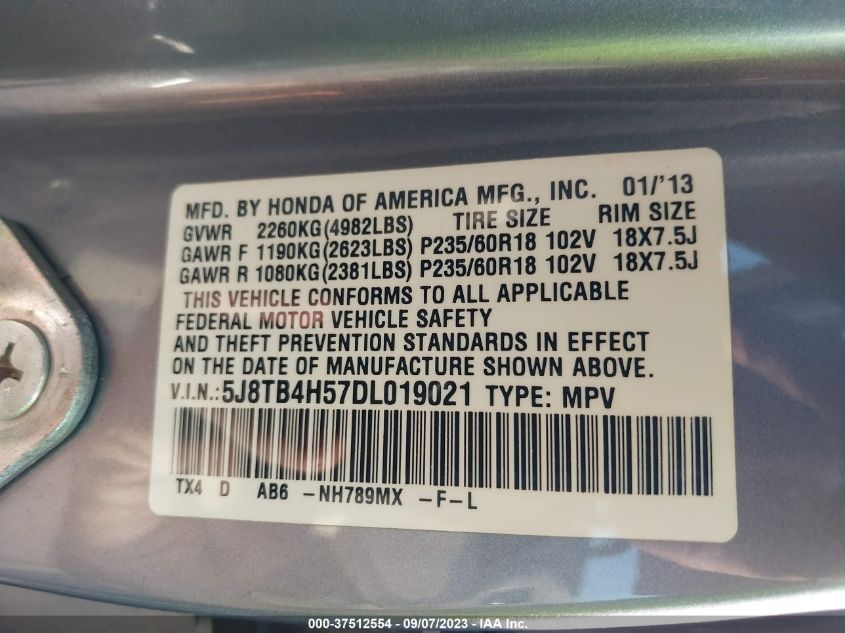 MFD. BY HONDA OF AMERICA MFG., INC. 01/'13
GVWR 2260KG(4982LBS) TIRE SIZE RIM SIZE
GAWR F 1190KG(2623LBS) P235/60R18 102V 18X7.5J
GAWR R 1080KG(2381LBS) P235/60R18 102V 18X7.5J
THIS VEHICLE CONFORMS TO ALL APPLICABLE
FEDERAL MOTOR VEHICLE SAFETY
AND THEFT PREVENTION STANDARDS IN EFFECT
ON THE DATE OF MANUFACTURE SHOWN ABOVE.
V.I.N.:5J8TB4H57DL019021 TYPE: MPV
TX4 D AB6 -NH789MX -F-L
000-37512554 - 09/07/2023 - IAA Inc.